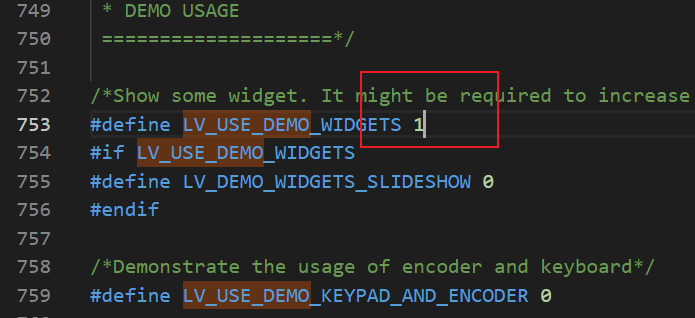 749 * DEMO USAGE
750 ====================*/
751
752 /*Show some widget. It might be required to increase
753 #define LV_USE_DEMO_WIDGETS 1
754 #if LV_USE_DEMO_WIDGETS
755 #define LV_DEMO_WIDGETS_SLIDESHOW 0
756 #endif
757
758 /*Demonstrate the usage of encoder and keyboard*/
759 #define LV_USE_DEMO_KEYPAD_AND_ENCODER 0